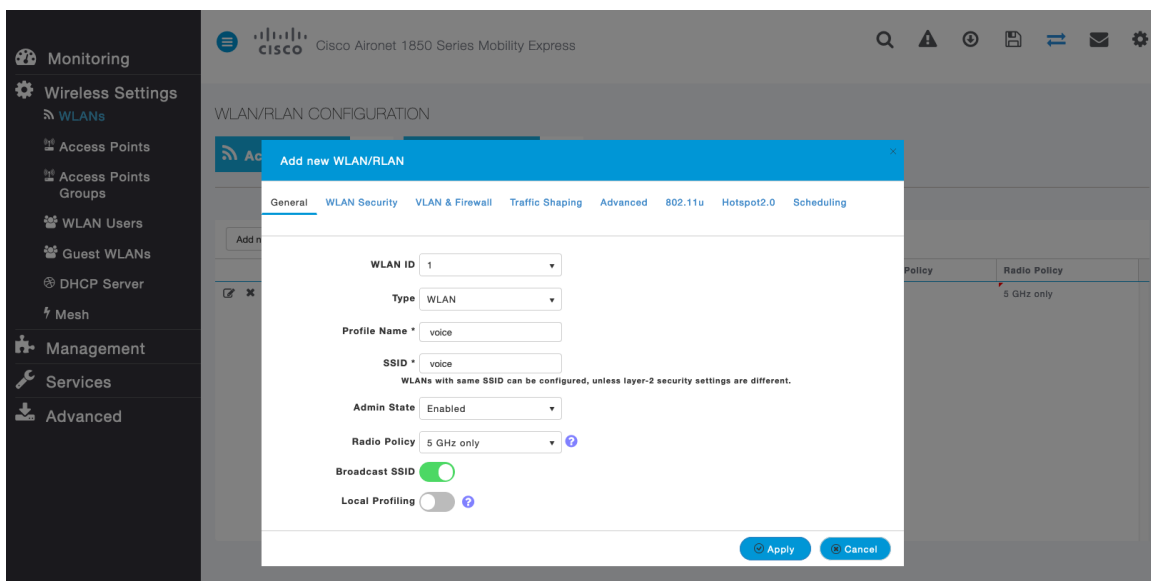 CISCO
Cisco Aironet 1850 Series Mobility Express
Monitoring
Wireless Settings
WLANs
Access Points
Access Points
Groups
WLAN Users
Guest WLANs
DHCP Server
Mesh
Management
Services
Advanced
WLAN/RLAN CONFIGURATION
Ac
Add n
Policy
Radio Policy
5 GHz only
Add new WLAN/RLAN
×
General WLAN Security VLAN & Firewall Traffic Shaping Advanced 802.11u Hotspot2.0 Scheduling
WLAN ID 1
Type WLAN
Profile Name * voice
SSID * voice
WLANs with same SSID can be configured, unless layer-2 security settings are different.
Admin State Enabled
Radio Policy 5 GHz only ?
Broadcast SSID
Local Profiling ?
Apply Cancel